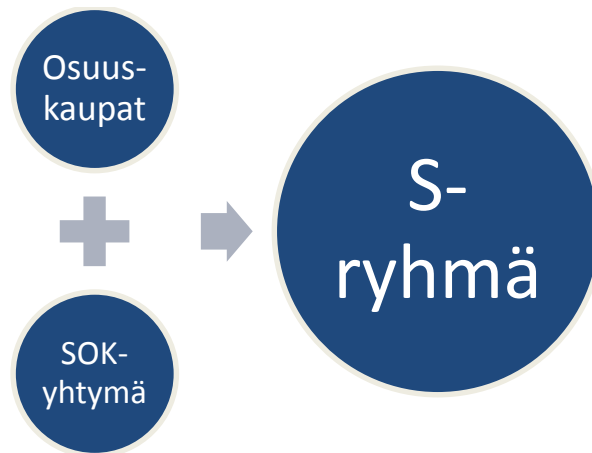 Osuus-
kaupat
SOK-
yhtymä
S-
ryhmä